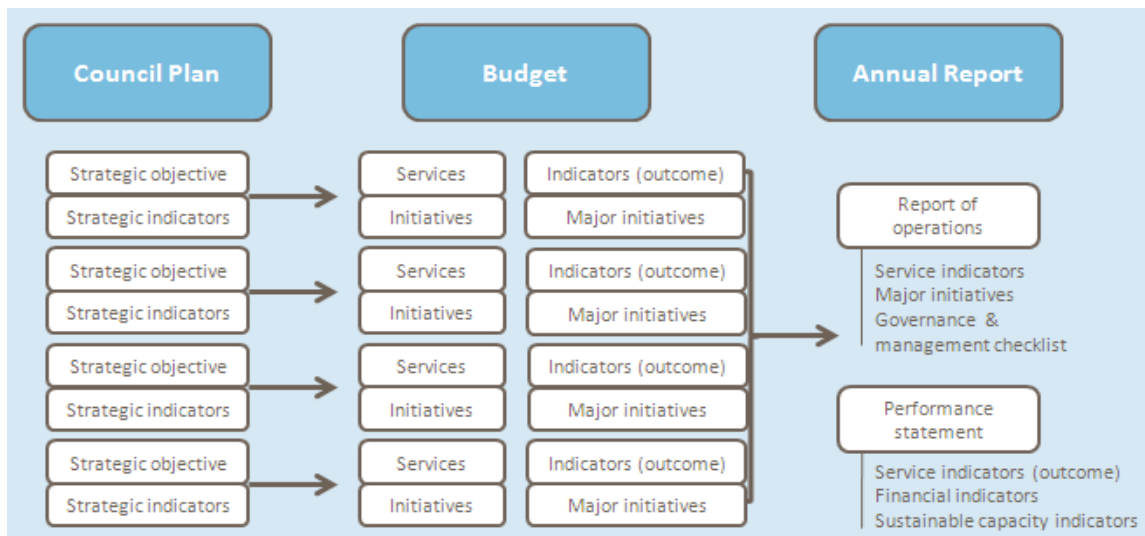 Council Plan
Budget
Annual Report
Strategic objective
Strategic indicators
Services
Initiatives
Indicators (outcome)
Major initiatives
Strategic objective
Strategic indicators
Services
Initiatives
Indicators (outcome)
Major initiatives
Strategic objective
Strategic indicators
Services
Initiatives
Indicators (outcome)
Major initiatives
Strategic objective
Strategic indicators
Services
Initiatives
Indicators (outcome)
Major initiatives
Report of
operations
Service indicators
Major initiatives
Governance &
management checklist
Performance
statement
Service indicators (outcome)
Financial indicators
Sustainable capacity indicators